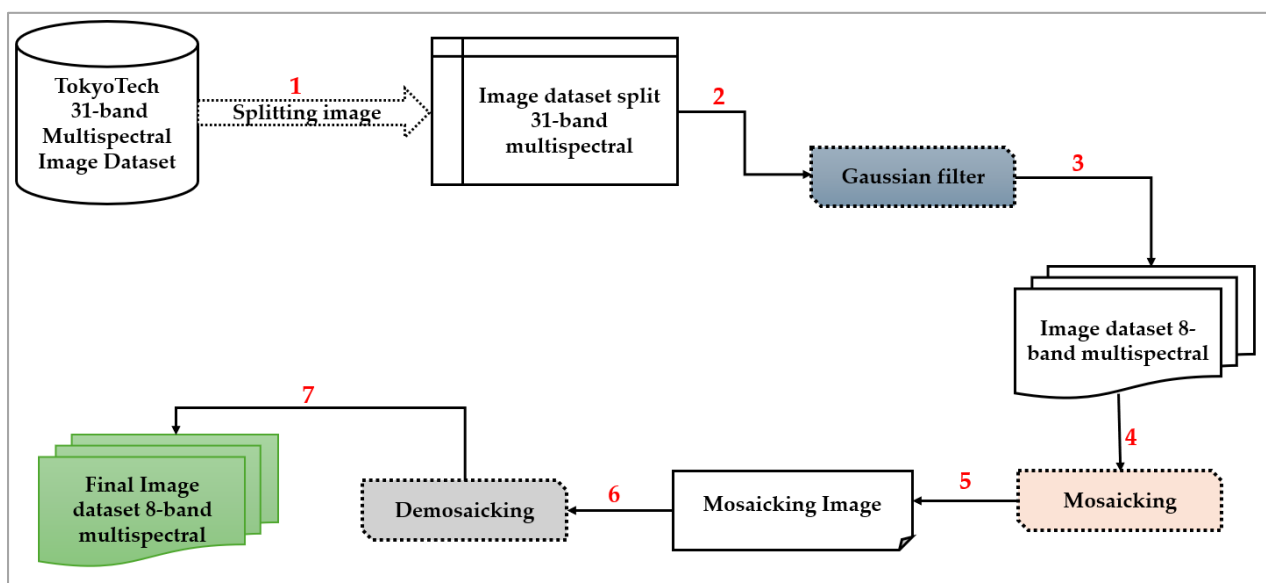 TokyoTech
31-band
Multispectral
Image Dataset
1
Splitting image
Image dataset split
31-band
multispectral
2
Gaussian filter
3
Image dataset 8-
band multispectral
4
Mosaicking
5
Mosaicking Image
6
Demosaicking
7
Final Image
dataset 8-band
multispectral